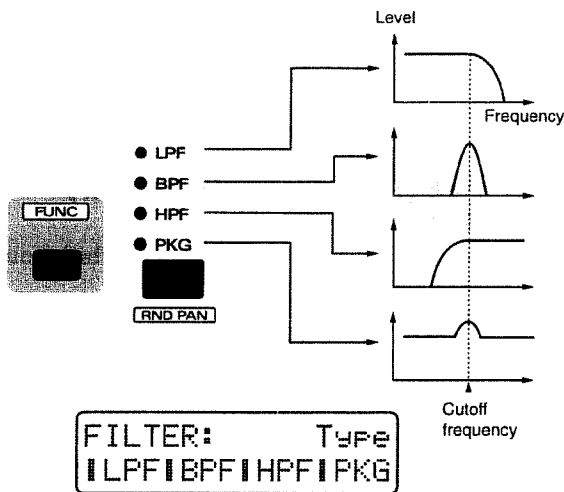 Level
Frequency
LPF
BPF
HPF
PKG
FUNC
RND PAN
Cutoff
frequency
FILTER: Type
LPF BPF HPF PKG